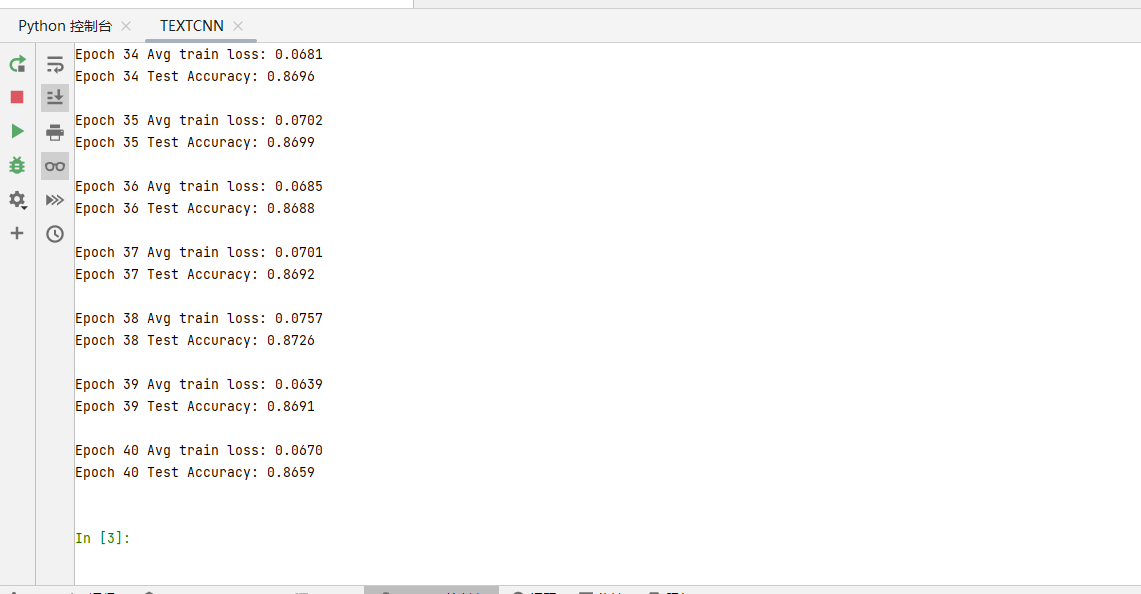 Python 控制台
TEXTCNN
Epoch 34 Avg train loss: 0.0681
Epoch 34 Test Accuracy: 0.8696
Epoch 35 Avg train loss: 0.0702
Epoch 35 Test Accuracy: 0.8699
Epoch 36 Avg train loss: 0.0685
Epoch 36 Test Accuracy: 0.8688
Epoch 37 Avg train loss: 0.0701
Epoch 37 Test Accuracy: 0.8692
Epoch 38 Avg train loss: 0.0757
Epoch 38 Test Accuracy: 0.8726
Epoch 39 Avg train loss: 0.0639
Epoch 39 Test Accuracy: 0.8691
Epoch 40 Avg train loss: 0.0670
Epoch 40 Test Accuracy: 0.8659
In [3]: